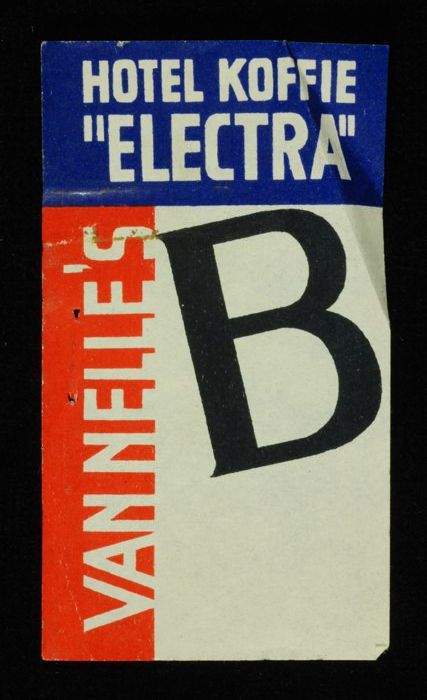 HOTEL KOFFIE
"ELECTRA"
VAN NELLE'S
B